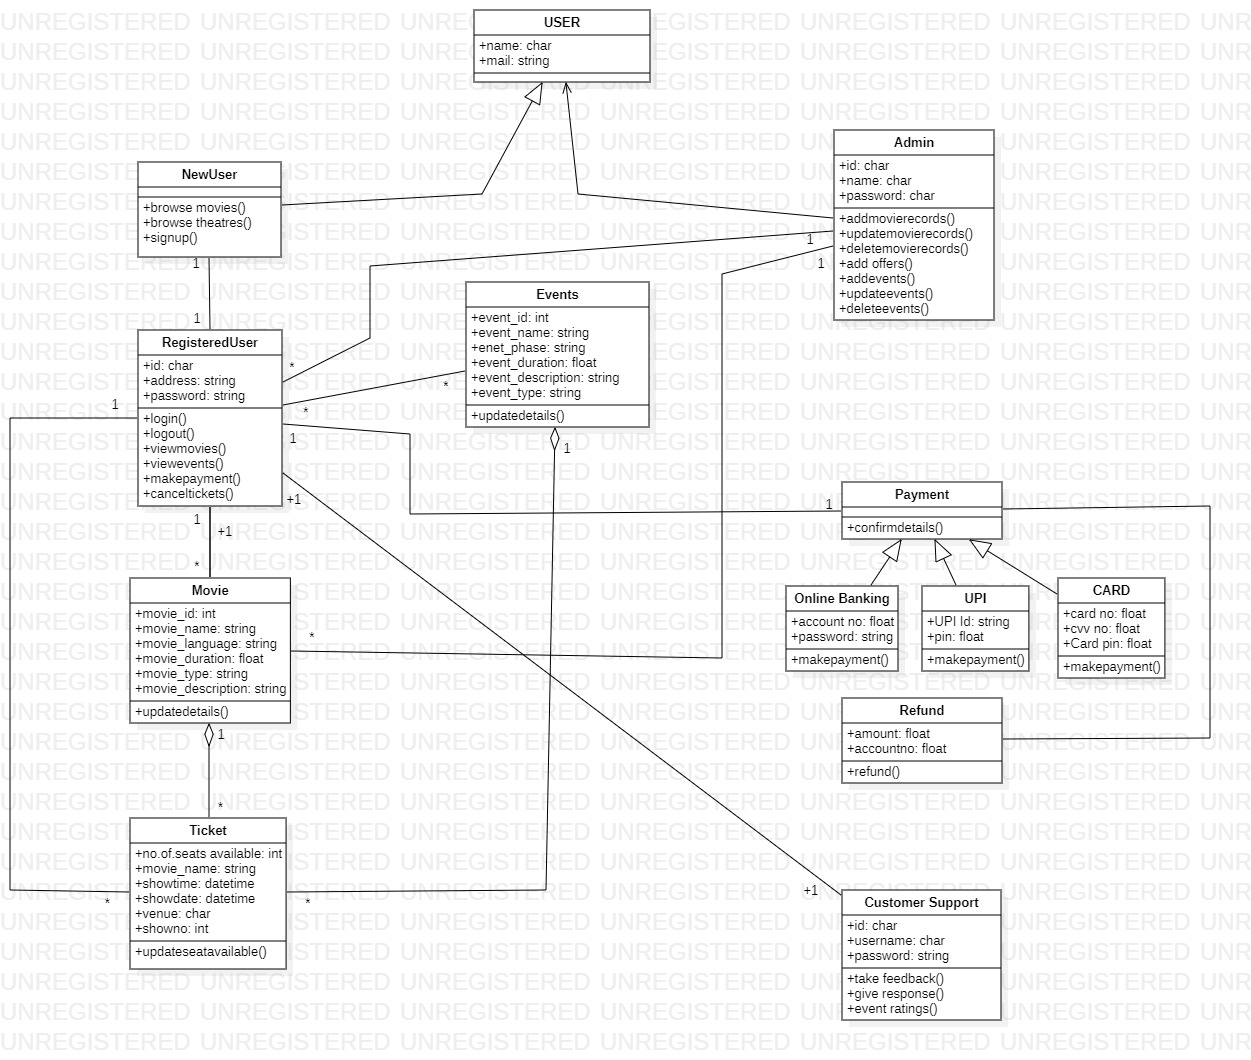 USER
+name: char
+mail: string
Admin
+id: char
+name: char
+password: char
+addmovierecords()
+updatemovierecords()
+deletemovierecords()
+add offers()
+addevents()
+updateevents()
+deleteevents()
1
1
NewUser
+browse movies()
+browse theatres()
+signup()
1
1
Events
+event_id: int
+event_name: string
+enet_phase: string
+event_duration: float
+event_description: string
+event_type: string
+updatedetails()
1
RegisteredUser
+id: char
+address: string
+password: string
+login()
+logout()
+viewmovies()
+viewevents()
+makepayment()
+canceltickets()
*
*
*
1
1
+1
1
+1
*
Payment
+confirmdetails()
1
Online Banking
+account no: float
+password: string
+makepayment()
UPI
+UPI Id: string
+pin: float
+makepayment()
CARD
+card no: float
+cvv no: float
+Card pin: float
+makepayment()
Movie
+movie_id: int
+movie_name: string
+movie_language: string
+movie_duration: float
+movie_type: string
+movie_description: string
+updatedetails()
*
1
*
Refund
+amount: float
+accountno: float
+refund()
Ticket
+no.of.seats available: int
+movie_name: string
+showtime: datetime
+showdate: datetime
+venue: char
+showno: int
+updateseatavailable()
*
*
+1
Customer Support
+id: char
+username: char
+password: string
+take feedback()
+give response()
+event ratings()
UNREGISTERED